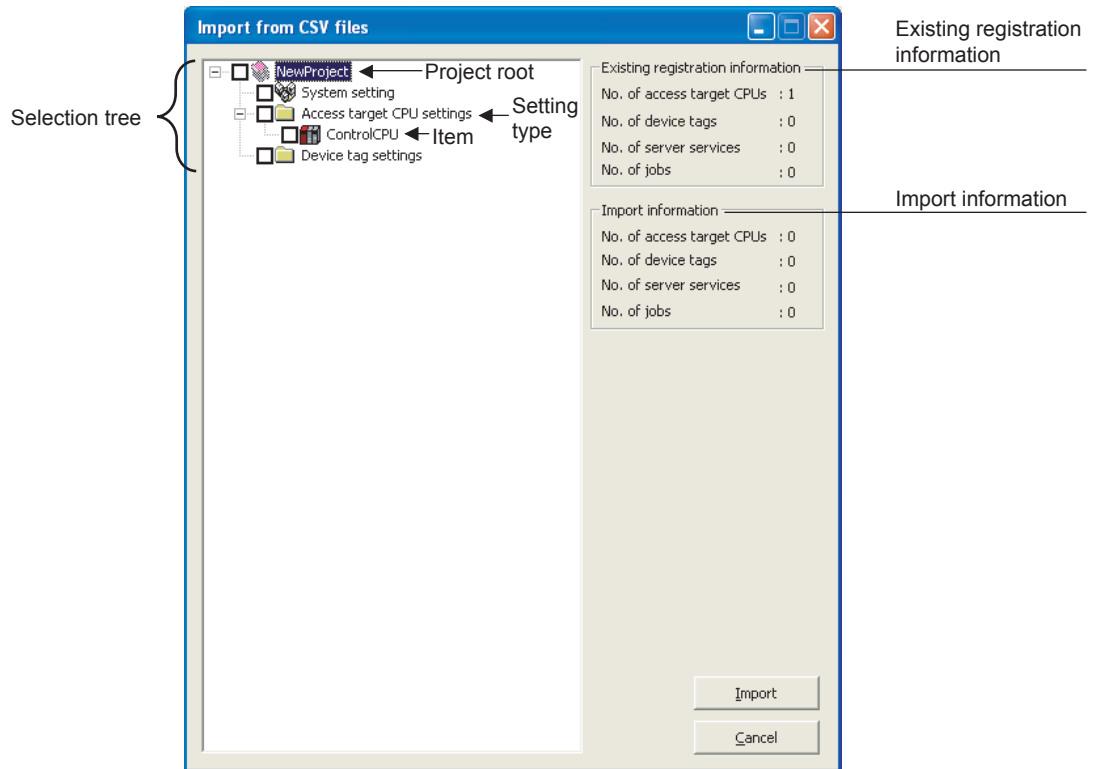 Import from CSV files
Selection tree
NewProject
Project root
System setting
Access target CPU settings
Setting
type
ControlCPU
Item
Device tag settings
Existing registration information
No. of access target CPUs : 1
No. of device tags : 0
No. of server services : 0
No. of jobs : 0
Import information
No. of access target CPUs : 0
No. of device tags : 0
No. of server services : 0
No. of jobs : 0
Import
Cancel
Existing registration
information
Import information